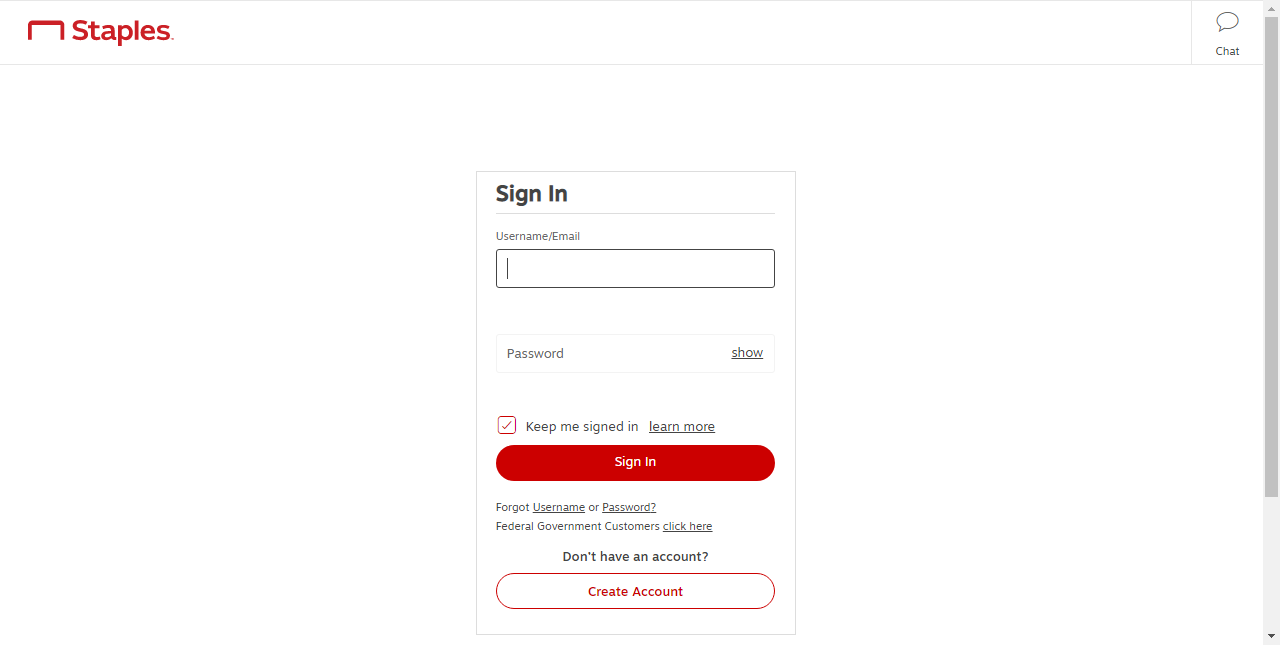 Staples
Chat
Sign In
Username/Email
Password show
Keep me signed in learn more
Sign In
Forgot Username or Password?
Federal Government Customers click here
Don't have an account?
Create Account